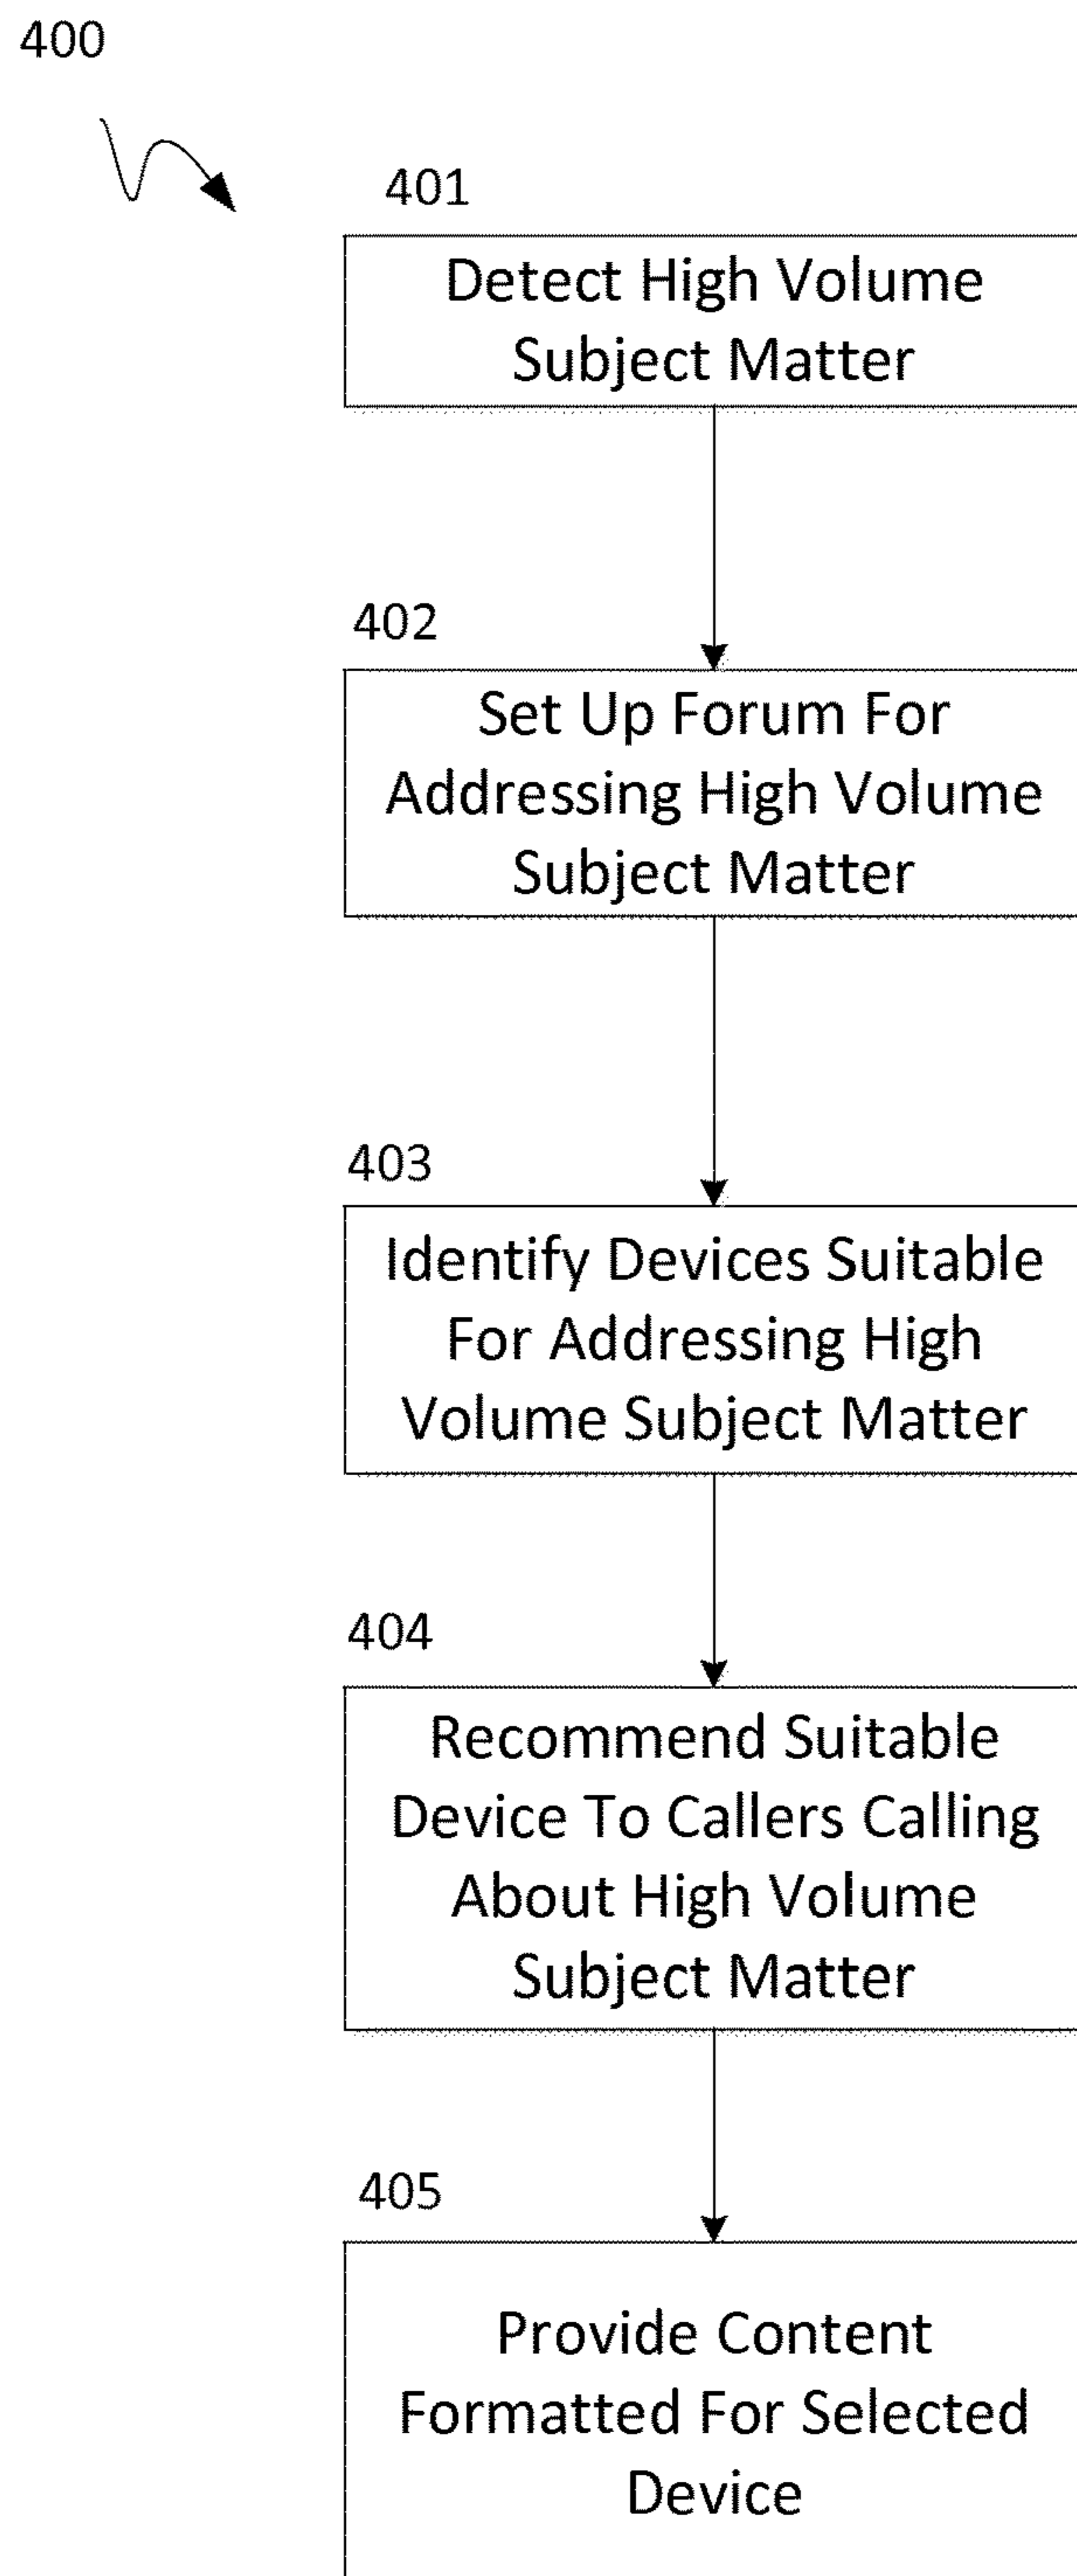 400
401
Detect High Volume
Subject Matter
402
Set Up Forum For
Addressing High Volume
Subject Matter
403
Identify Devices Suitable
For Addressing High
Volume Subject Matter
404
Recommend Suitable
Device To Callers Calling
About High Volume
Subject Matter
405
Provide Content
Formatted For Selected
Device